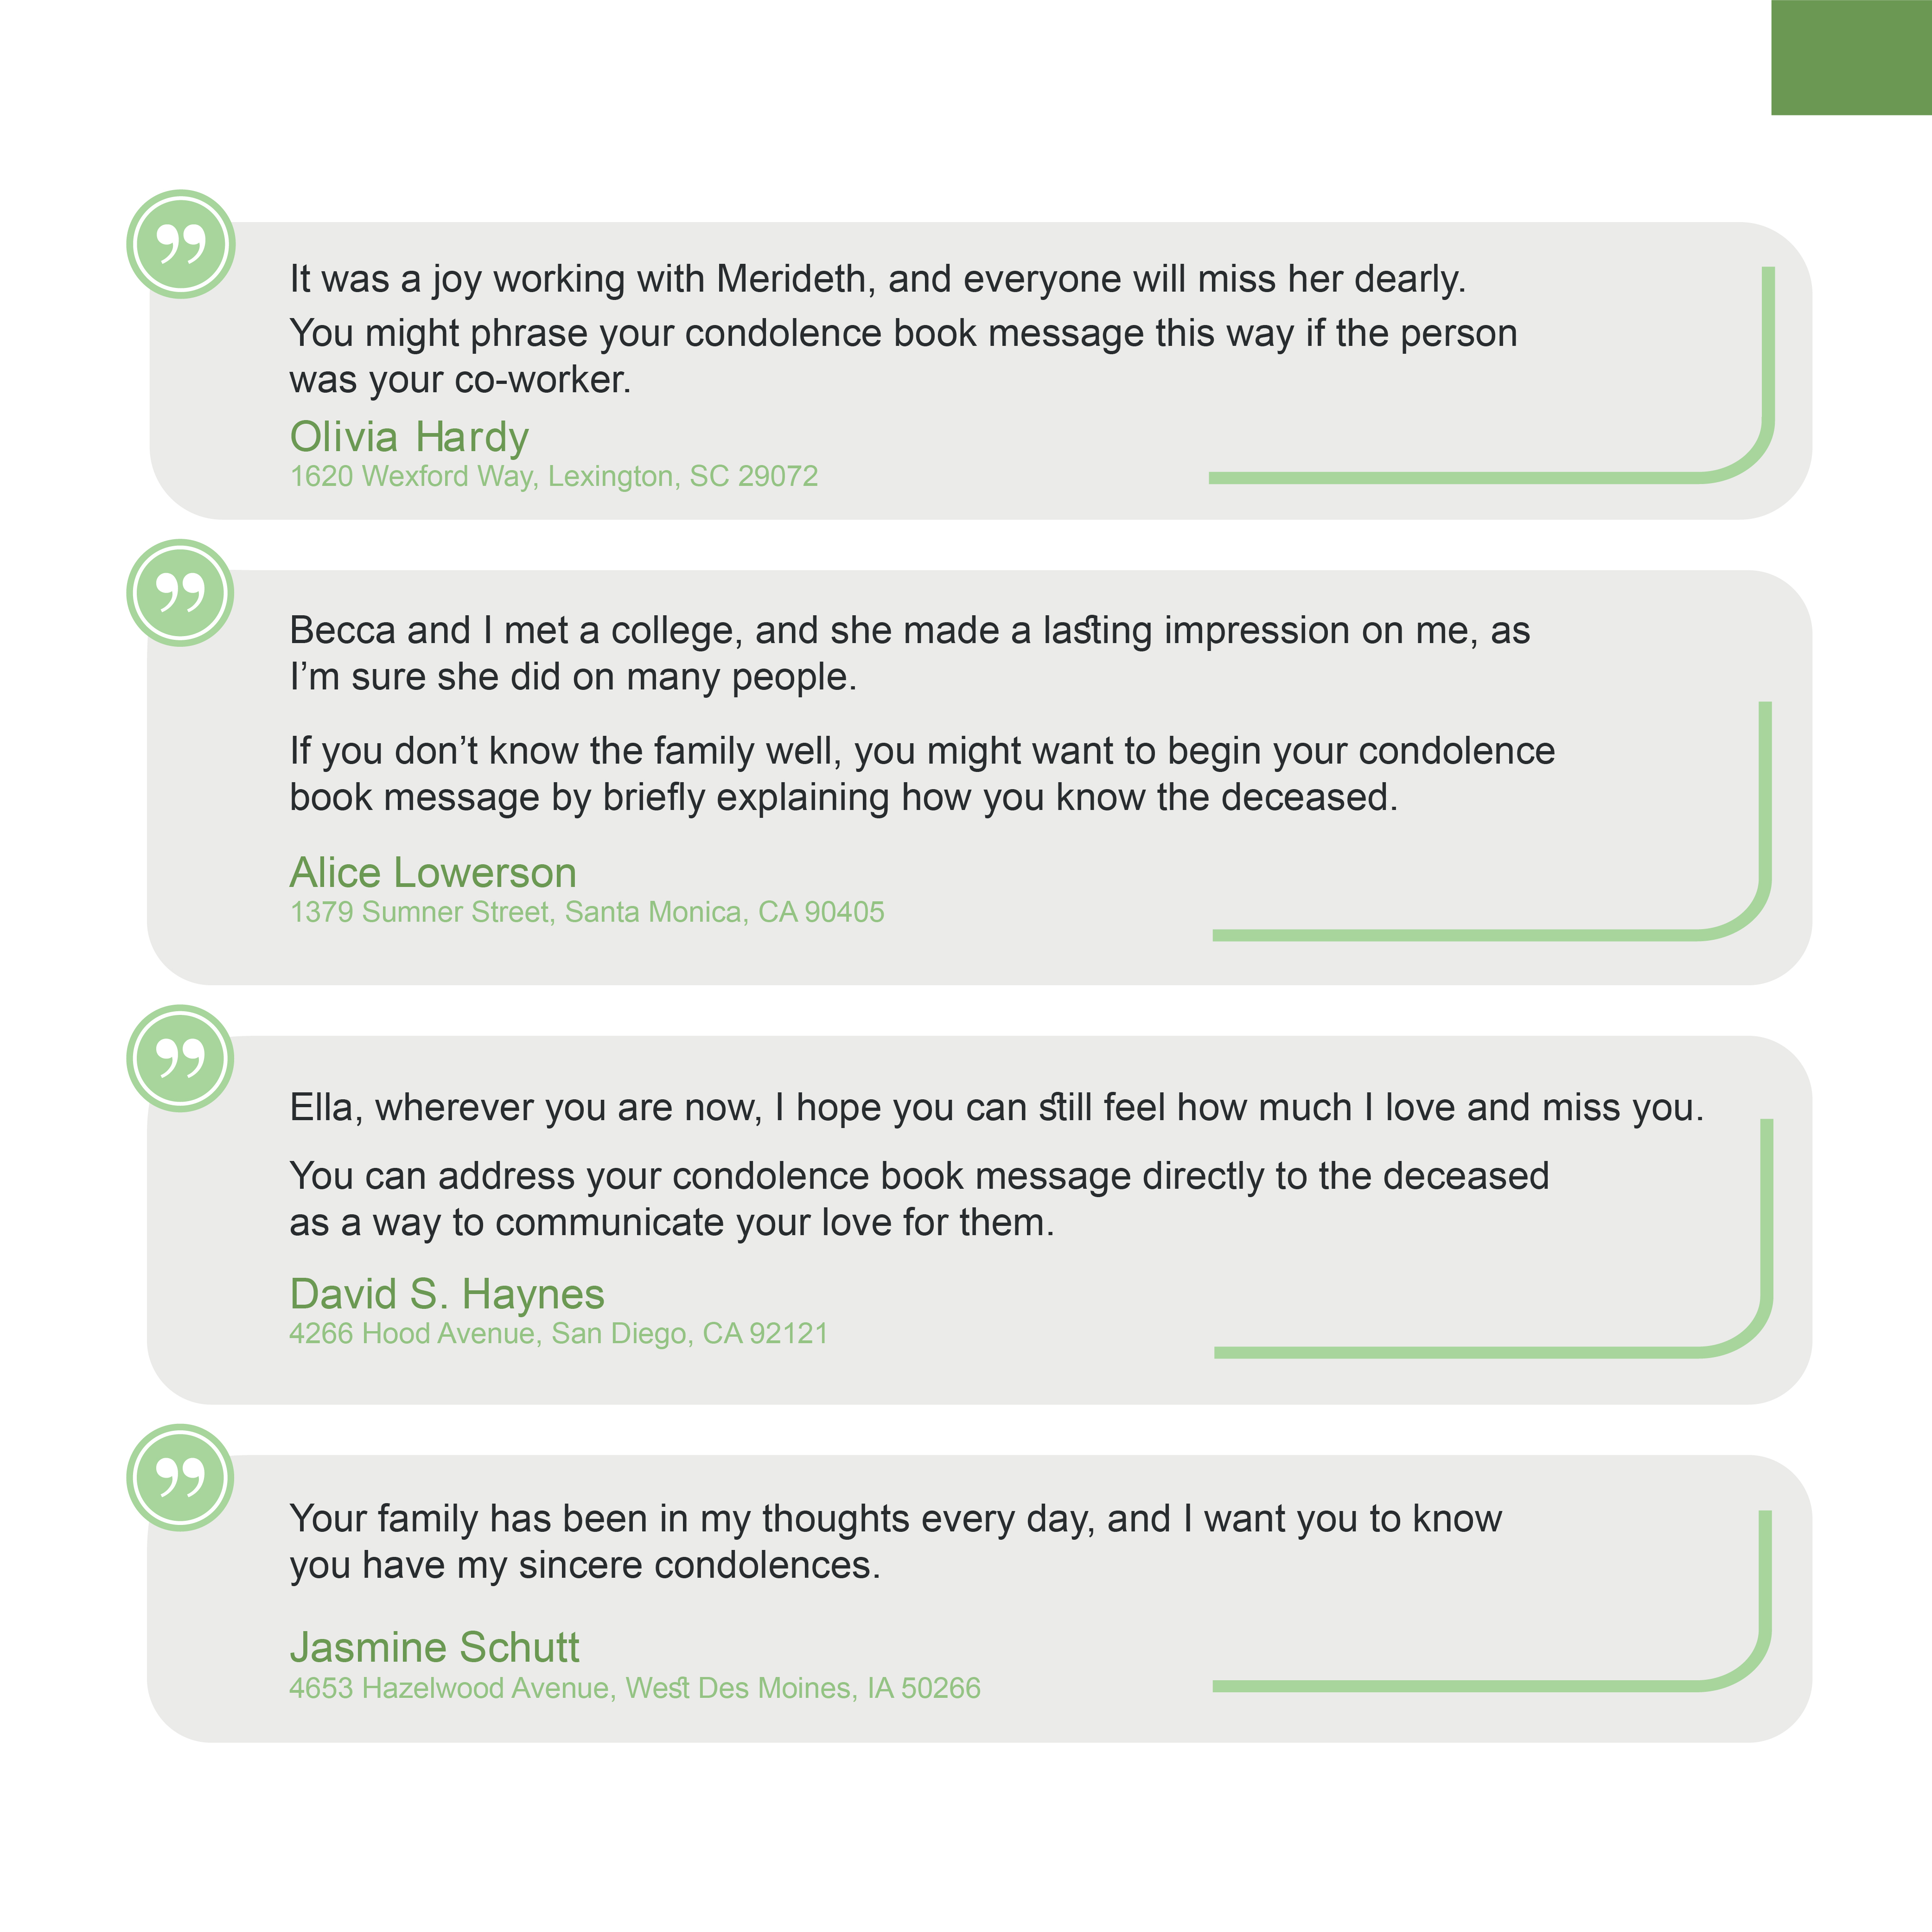 It was a joy working with Merideth, and everyone will miss her dearly.
You might phrase your condolence book message this way if the person
was your co-worker.
Olivia Hardy
1620 Wexford Way, Lexington, SC 29072
Becca and I met a college, and she made a lasting impression on me, as
I’m sure she did on many people.
If you don’t know the family well, you might want to begin your condolence
book message by briefly explaining how you know the deceased.
Alice Lowerson
1379 Sumner Street, Santa Monica, CA 90405
Ella, wherever you are now, I hope you can still feel how much I love and miss you.
You can address your condolence book message directly to the deceased
as a way to communicate your love for them.
David S. Haynes
4266 Hood Avenue, San Diego, CA 92121
Your family has been in my thoughts every day, and I want you to know
you have my sincere condolences.
Jasmine Schutt
4653 Hazelwood Avenue, West Des Moines, IA 50266